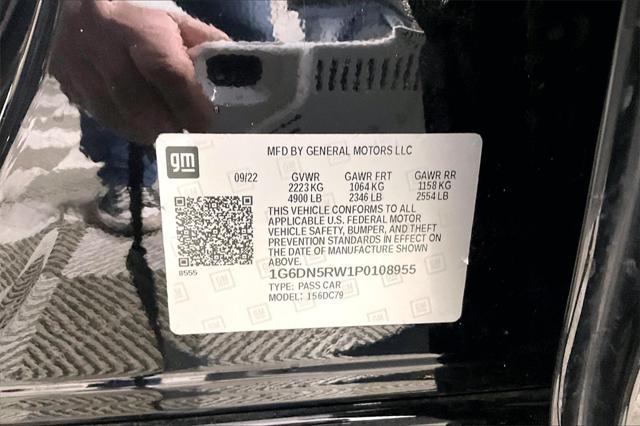 gm
MFD BY GENERAL MOTORS LLC
09/22 GVWR GAWR FRT GAWR RR
2223 KG 1064 KG 1158 KG
4900 LB 2346 LB 2554 LB
THIS VEHICLE CONFORMS TO ALL
APPLICABLE U.S. FEDERAL MOTOR
VEHICLE SAFETY, BUMPER, AND THEFT
PREVENTION STANDARDS IN EFFECT ON
THE DATE OF MANUFACTURE SHOWN
ABOVE.
8555
1G6DN5RW1P0108955
TYPE: PASS CAR
MODEL: 156DC79